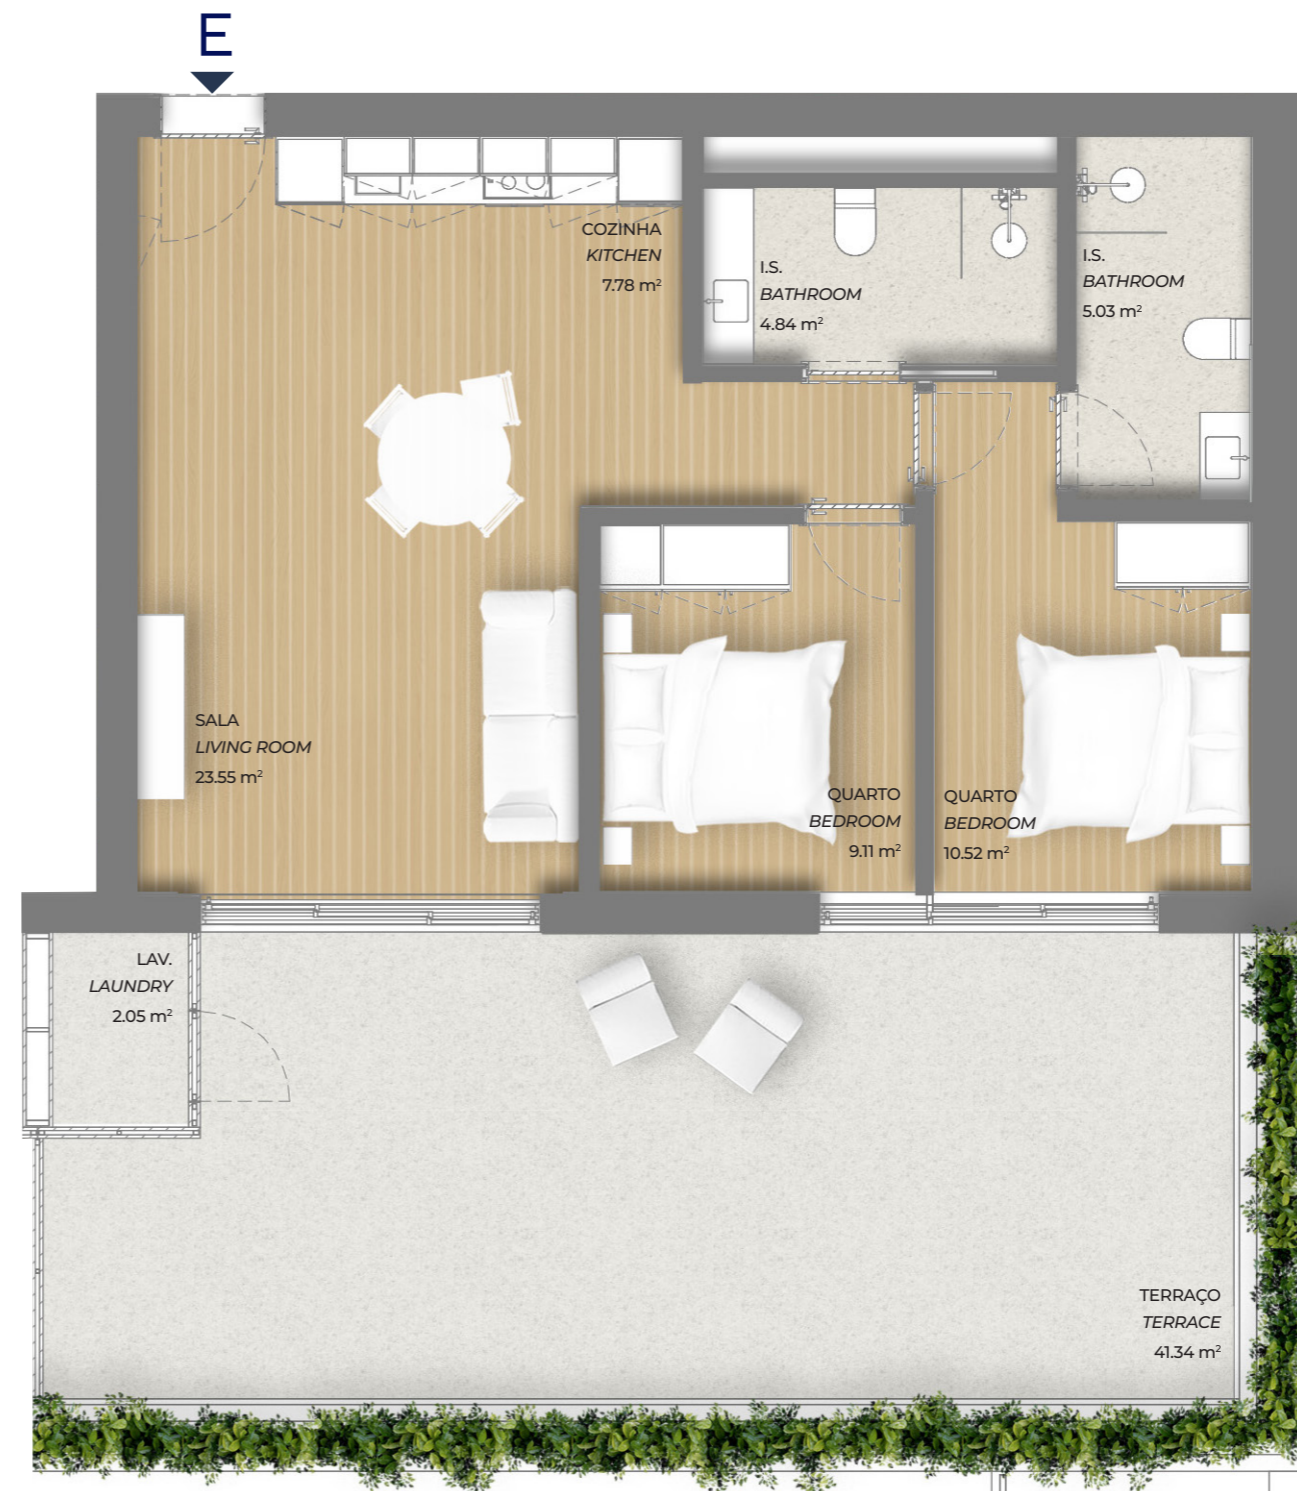 E
COZINHA
KITCHEN
7.78 m²
I.S.
BATHROOM
4.84 m²
I.S.
BATHROOM
5.03 m²
SALA
LIVING ROOM
23.55 m²
QUARTO
BEDROOM
9.11 m²
QUARTO
BEDROOM
10.52 m²
LAV.
LAUNDRY
2.05 m²
TERRAÇO
TERRACE
41.34 m²